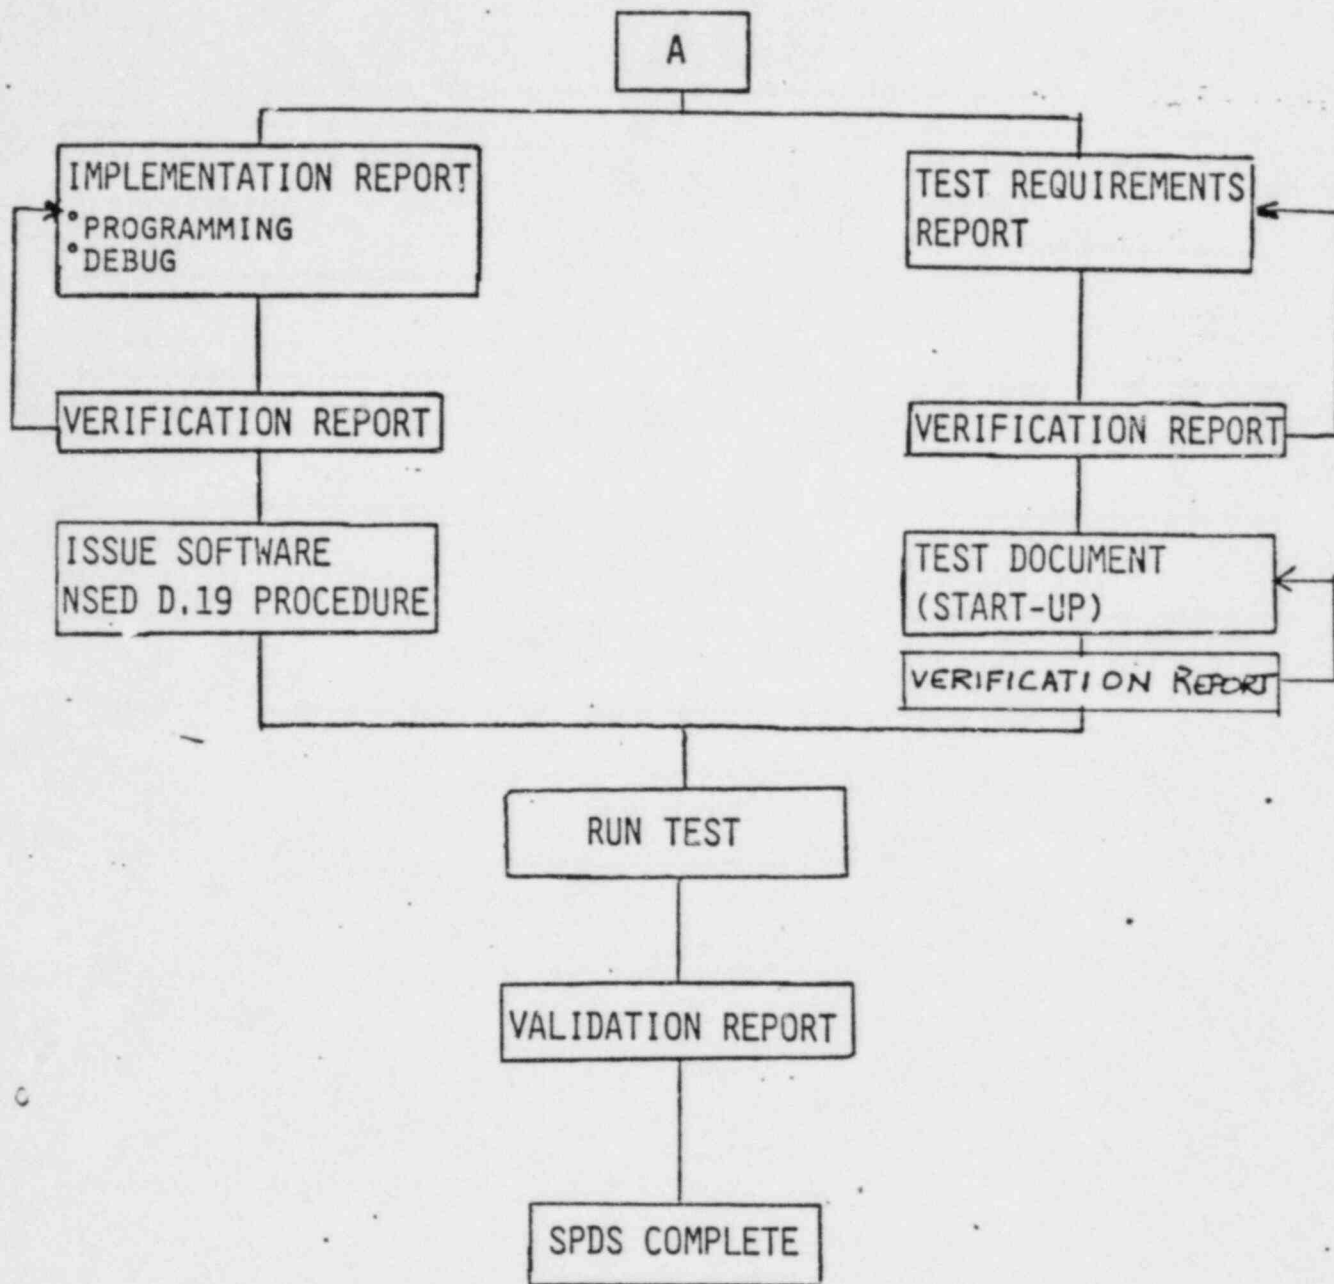 A
IMPLEMENTATION REPORT
°PROGRAMMING
°DEBUG
TEST REQUIREMENTS
REPORT
VERIFICATION REPORT
VERIFICATION REPORT
ISSUE SOFTWARE
NSED D.19 PROCEDURE
TEST DOCUMENT
(START-UP)
VERIFICATION REPORT
RUN TEST
VALIDATION REPORT
SPDS COMPLETE